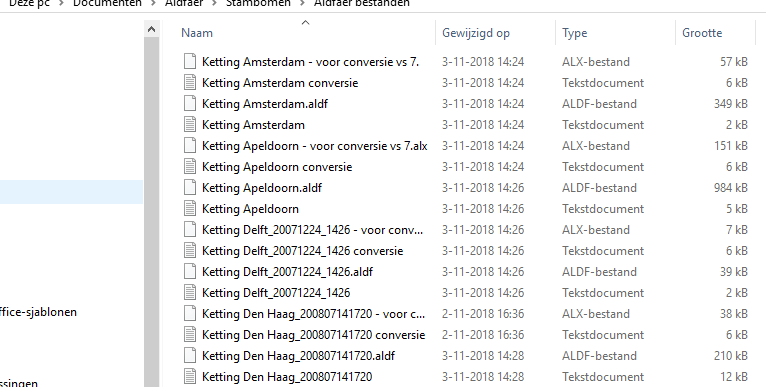 Deze pc > Documenten > Aldfaer > Stambomen > Aldfaer bestanden
Naam Gewijzigd op Type Grootte
Ketting Amsterdam - voor conversie vs 7. 3-11-2018 14:24 ALX-bestand 57 kB
Ketting Amsterdam conversie 3-11-2018 14:24 Tekstdocument 6 kB
Ketting Amsterdam.aldf 3-11-2018 14:24 ALDF-bestand 349 kB
Ketting Amsterdam 3-11-2018 14:24 Tekstdocument 2 kB
Ketting Apeldoorn - voor conversie vs 7.alx 3-11-2018 14:24 ALX-bestand 151 kB
Ketting Apeldoorn conversie 3-11-2018 14:24 Tekstdocument 6 kB
Ketting Apeldoorn.aldf 3-11-2018 14:26 ALDF-bestand 984 kB
Ketting Apeldoorn 3-11-2018 14:26 Tekstdocument 5 kB
Ketting Delft_20071224_1426 - voor conv... 3-11-2018 14:26 ALX-bestand 7 kB
Ketting Delft_20071224_1426 conversie 3-11-2018 14:26 Tekstdocument 6 kB
Ketting Delft_20071224_1426.aldf 3-11-2018 14:26 ALDF-bestand 39 kB
Ketting Delft_20071224_1426 3-11-2018 14:26 Tekstdocument 2 kB
ffice-sjablonen
Ketting Den Haag_200807141720 - voor c... 2-11-2018 16:36 ALX-bestand 38 kB
Ketting Den Haag_200807141720 conversie 2-11-2018 16:36 Tekstdocument 6 kB
Ketting Den Haag_200807141720.aldf 3-11-2018 14:28 ALDF-bestand 210 kB
Ketting Den Haag_200807141720 3-11-2018 14:28 Tekstdocument 12 kB
ssingen